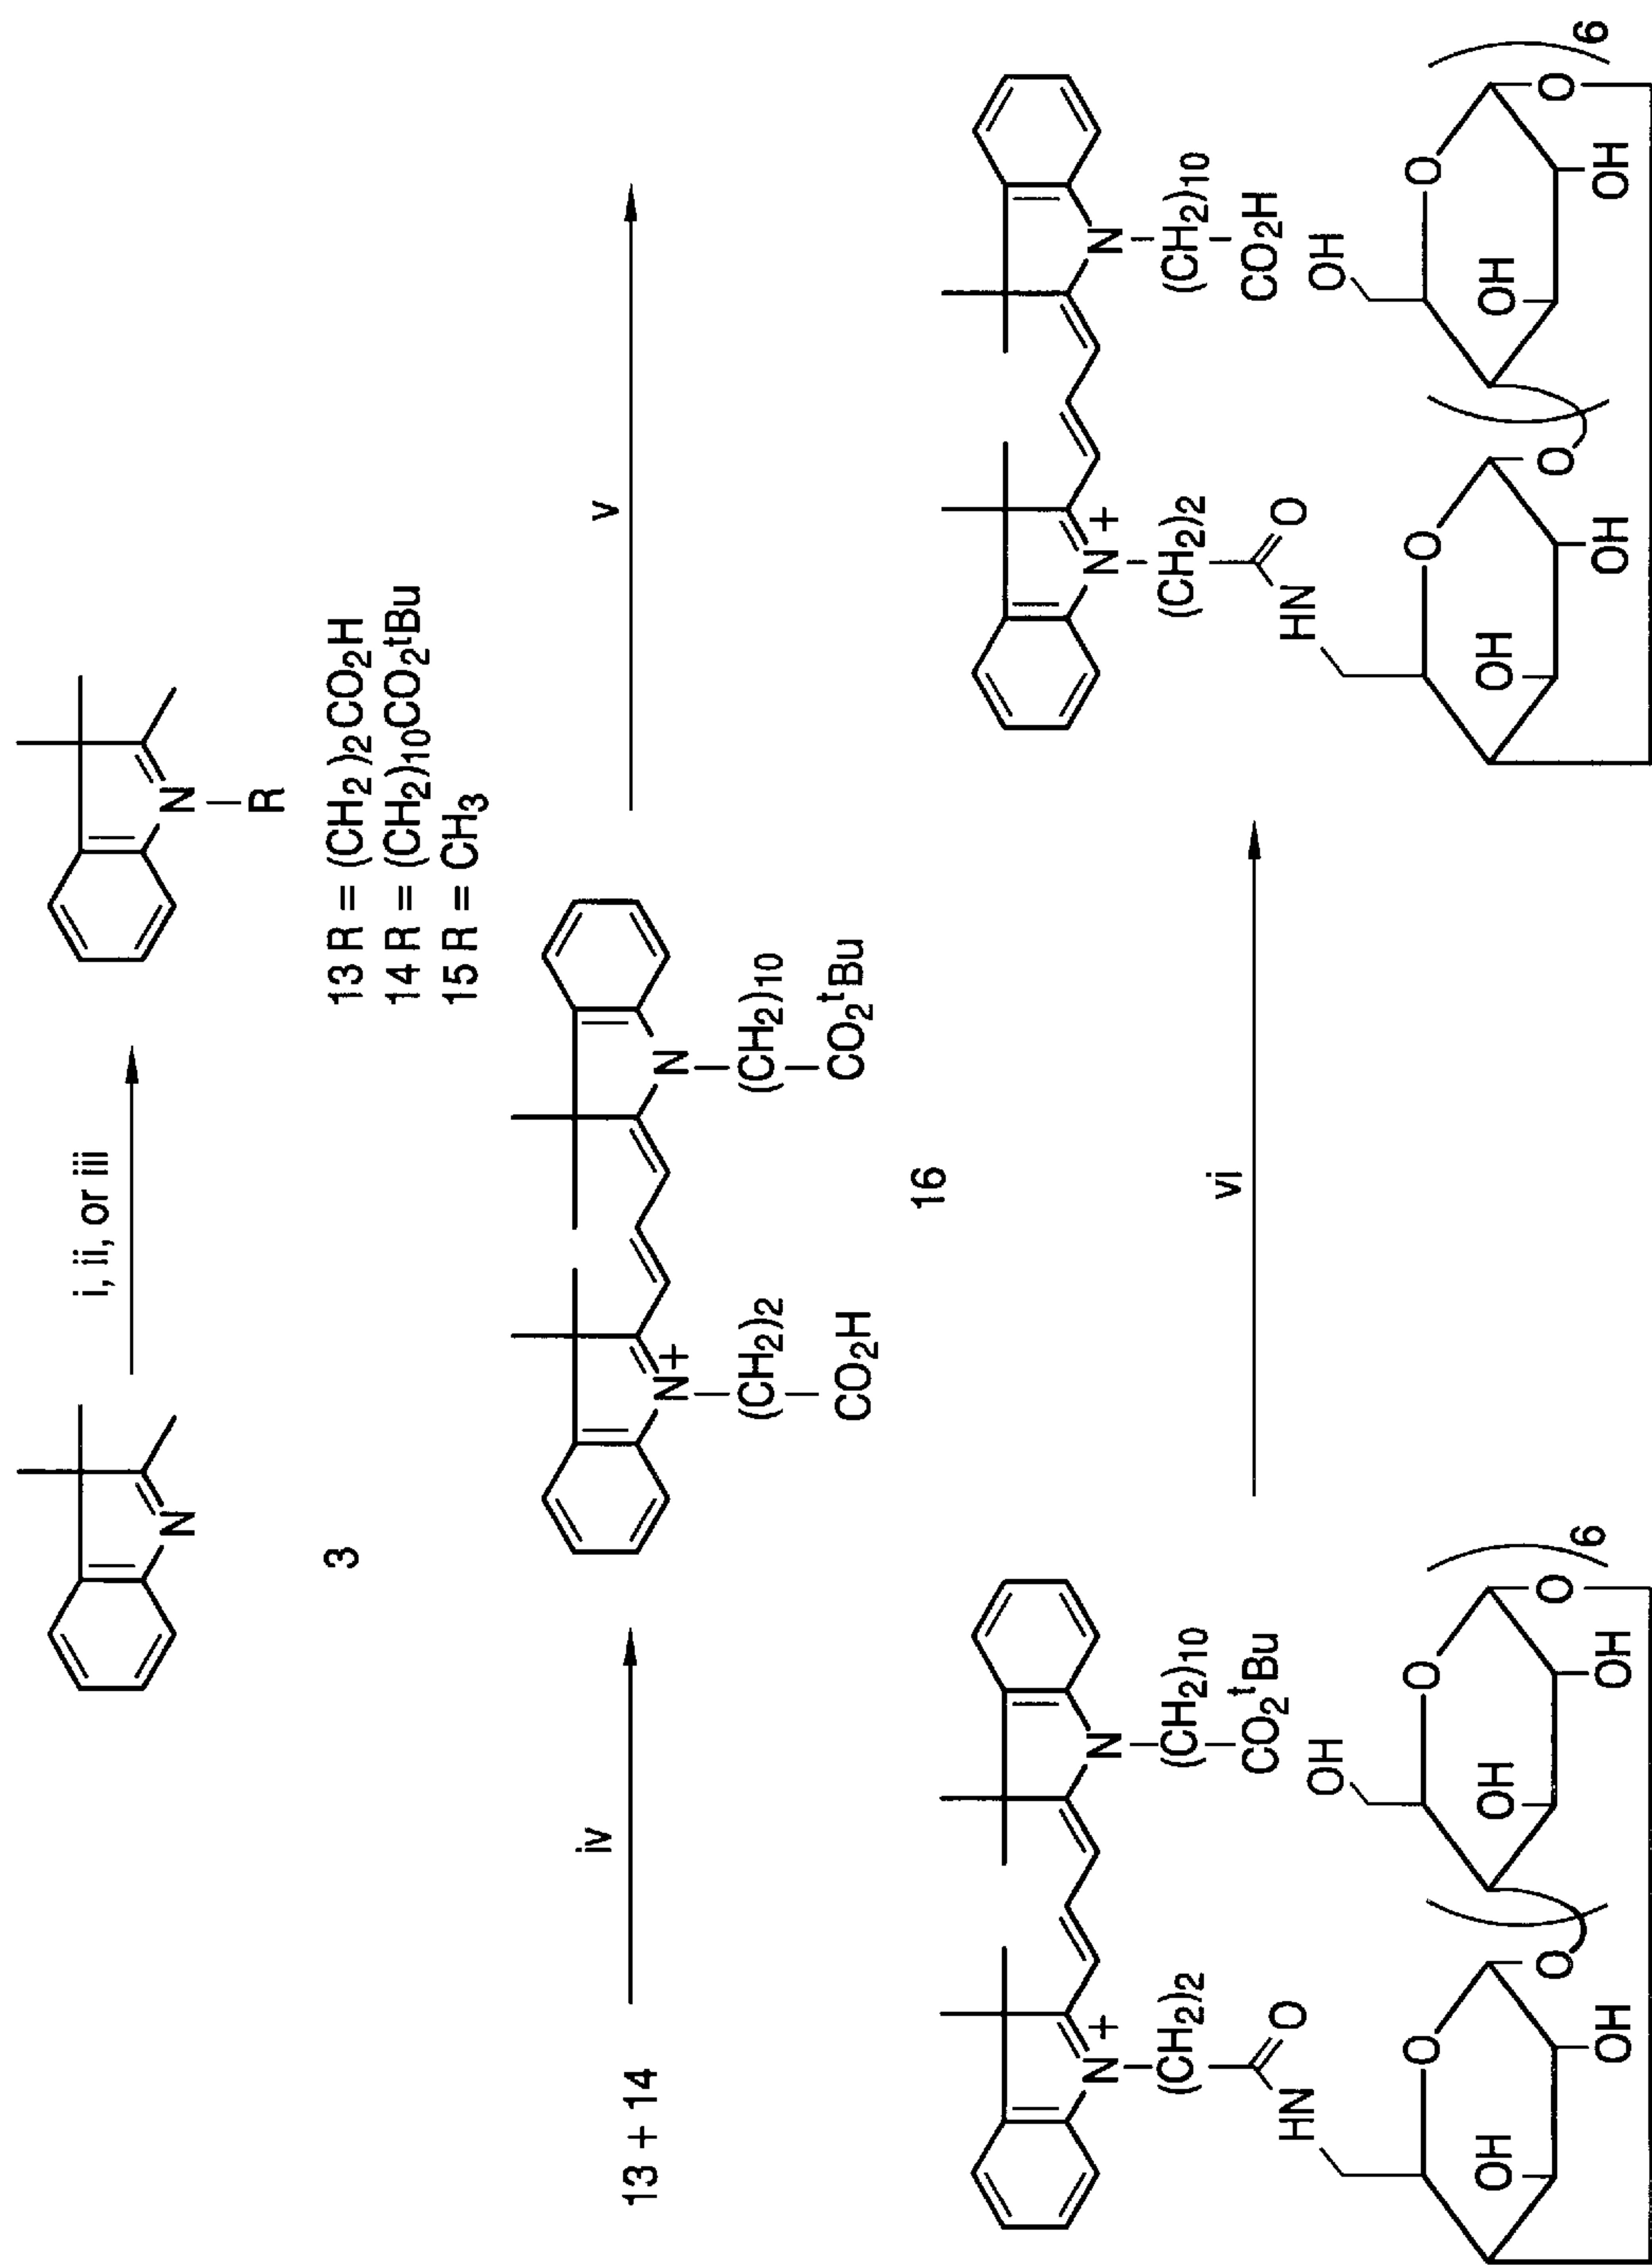 i, ii, or iii
N
3
N
R
13 R = (CH2)2CO2H
14 R = (CH2)10CO2tBu
15 R = CH3
13 + 14
iv
N+
(CH2)2
CO2H
N
(CH2)10
CO2tBu
16
v
N+
(CH2)2
O
HN
N
(CH2)10
CO2tBu
OH
O
OH
OH
O
O
OH
OH
O
6
vi
N+
(CH2)2
O
HN
N
(CH2)10
CO2H
OH
O
OH
OH
O
O
OH
OH
O
6